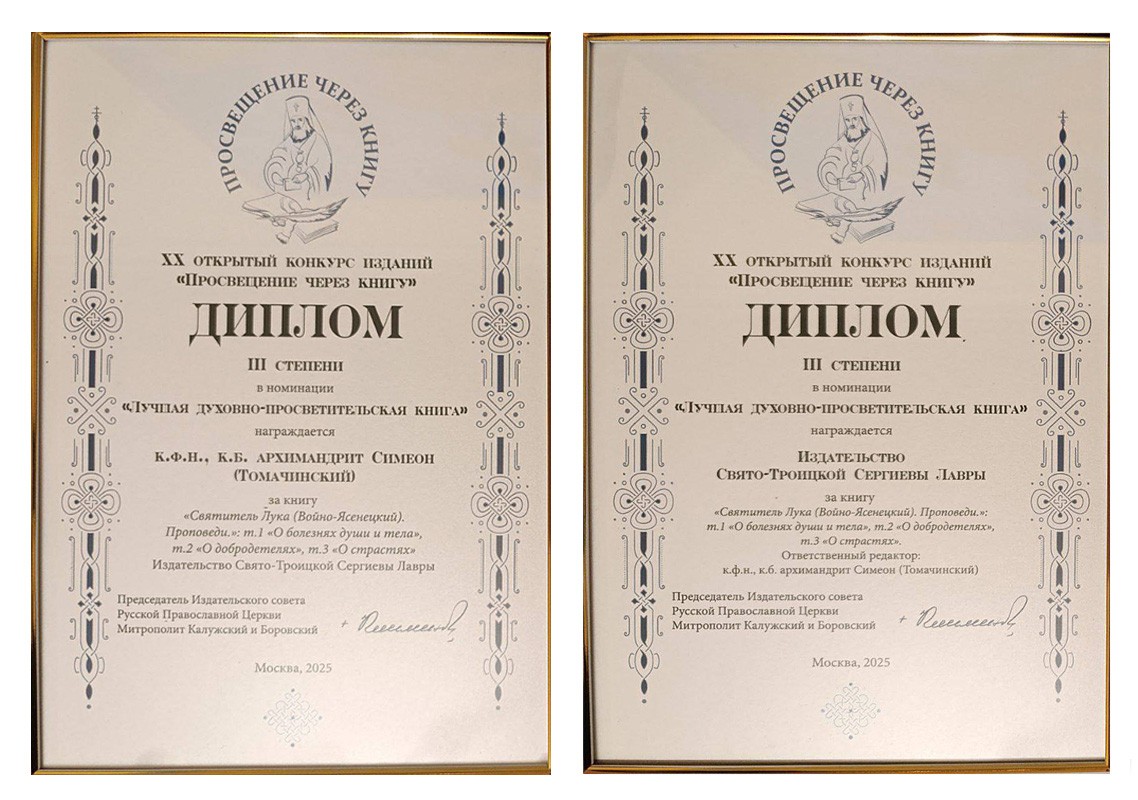 ПРОСВЕЩЕНИЕ ЧЕРЕЗ КНИГУ
XX ОТКРЫТЫЙ КОНКУРС ИЗДАНИЙ
«ПРОСВЕЩЕНИЕ ЧЕРЕЗ КНИГУ»
ДИПЛОМ
III СТЕПЕНИ
в номинации
«ЛУЧШАЯ ДУХОВНО-ПРОСВЕТИТЕЛЬСКАЯ КНИГА»
награждается
К.Ф.Н., К.Б. АРХИМАНДРИТ СИМЕОН
(ТОМАЧИНСКИЙ)
за книгу
«Святитель Лука (Войно-Ясенецкий).
Проповеди.»: т.1 «О болезнях души и тела»,
т.2 «О добродетелях», т.3 «О страстях»
Издательство Свято-Троицкой Сергиевы Лавры
Председатель Издательского совета
Русской Православной Церкви
Митрополит Калужский и Боровский
Москва, 2025
ПРОСВЕЩЕНИЕ ЧЕРЕЗ КНИГУ
XX ОТКРЫТЫЙ КОНКУРС ИЗДАНИЙ
«ПРОСВЕЩЕНИЕ ЧЕРЕЗ КНИГУ»
ДИПЛОМ
III СТЕПЕНИ
в номинации
«ЛУЧШАЯ ДУХОВНО-ПРОСВЕТИТЕЛЬСКАЯ КНИГА»
награждается
ИЗДАТЕЛЬСТВО
СВЯТО-ТРОИЦКОЙ СЕРГИЕВЫ ЛАВРЫ
за книгу
«Святитель Лука (Войно-Ясенецкий). Проповеди.»:
т.1 «О болезнях души и тела», т.2 «О добродетелях»,
т.3 «О страстях».
Ответственный редактор:
к.ф.н., к.б. архимандрит Симеон (Томачинский)
Председатель Издательского совета
Русской Православной Церкви
Митрополит Калужский и Боровский
Москва, 2025